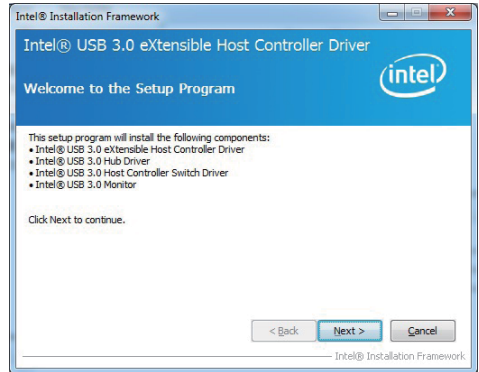 Intel® Installation Framework
Intel® USB 3.0 eXtensible Host Controller Driver
intel
Welcome to the Setup Program
This setup program will install the following components:
• Intel® USB 3.0 eXtensible Host Controller Driver
• Intel® USB 3.0 Hub Driver
• Intel® USB 3.0 Host Controller Switch Driver
• Intel® USB 3.0 Monitor
Click Next to continue.
< Back Next > Cancel
Intel® Installation Framework